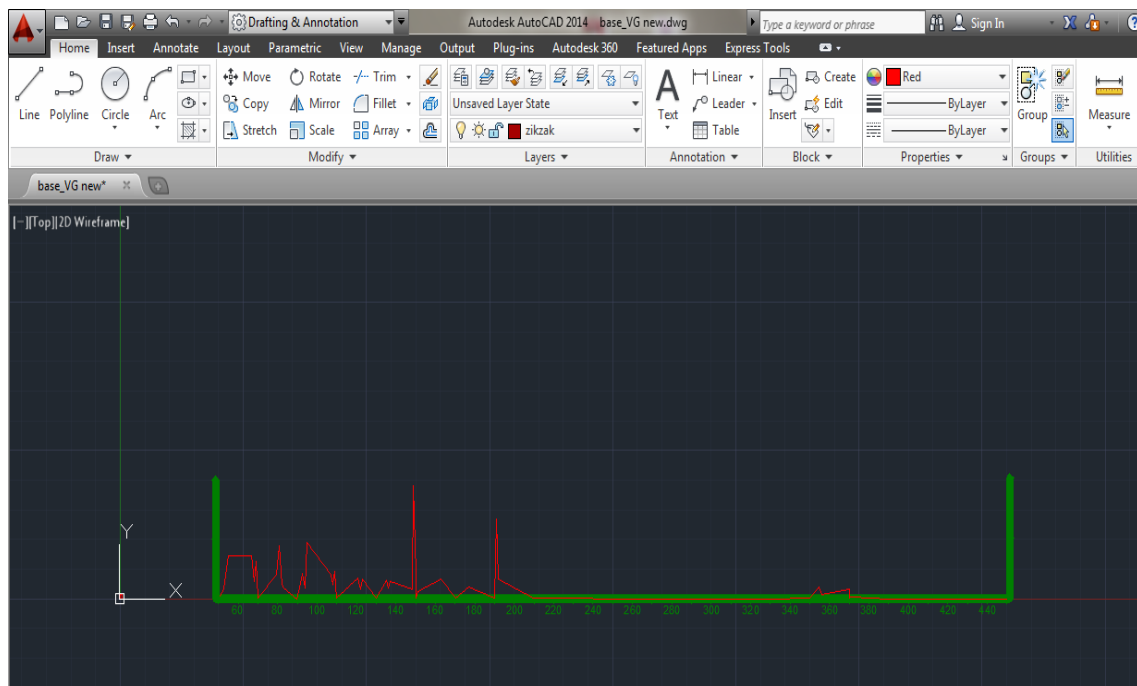 Drafting & Annotation
Autodesk AutoCAD 2014 base_VG new.dwg
Type a keyword or phrase
Sign In
Home Insert Annotate Layout Parametric View Manage Output Plug-ins Autodesk 360 Featured Apps Express Tools
Line Polyline Circle Arc
Move Rotate Trim
Copy Mirror Fillet
Stretch Scale Array
Unsaved Layer State
zikzak
Text
Linear
Leader
Table
Insert
Create
Edit
Red
ByLayer
ByLayer
Group
Measure
Draw Modify Layers Annotation Block Properties Groups Utilities
base_VG new*
[−][Top][2D Wireframe]
Y
X
60 80 100 120 140 160 180 200 220 240 260 280 300 320 340 360 380 400 420 440